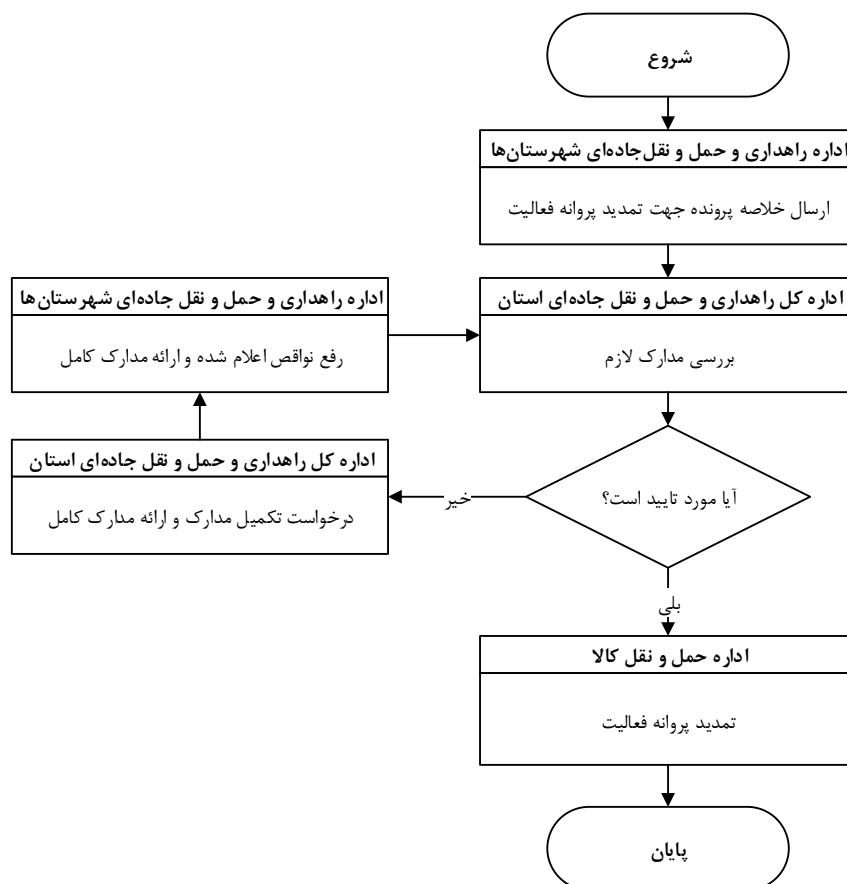 شروع
اداره راهداری و حمل و نقل جاده‌ای شهرستان‌ها
ارسال خلاصه پرونده جهت تمدید پروانه فعالیت
اداره کل راهداری و حمل و نقل جاده‌ای استان
بررسی مدارک لازم
اداره راهداری و حمل و نقل جاده‌ای شهرستان‌ها
رفع نواقص اعلام شده و ارائه مدارک کامل
آیا مورد تایید است؟
خیر
اداره کل راهداری و حمل و نقل جاده‌ای استان
درخواست تکمیل مدارک و ارائه مدارک کامل
بلی
اداره حمل و نقل کالا
تمدید پروانه فعالیت
پایان